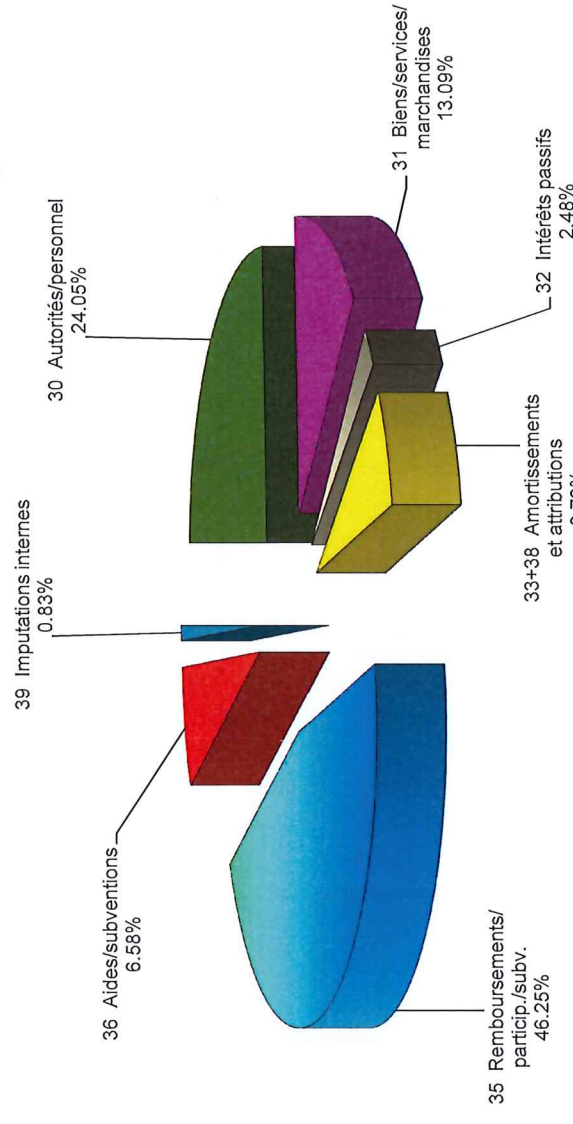 39 Imputations internes
0.83%
30 Autorités/personnel
24.05%
36 Aides/subventions
6.58%
31 Biens/services/
marchandises
13.09%
32 Intérêts passifs
2.48%
33+38 Amortissements
et attributions
35 Remboursements/
particip./subv.
46.25%